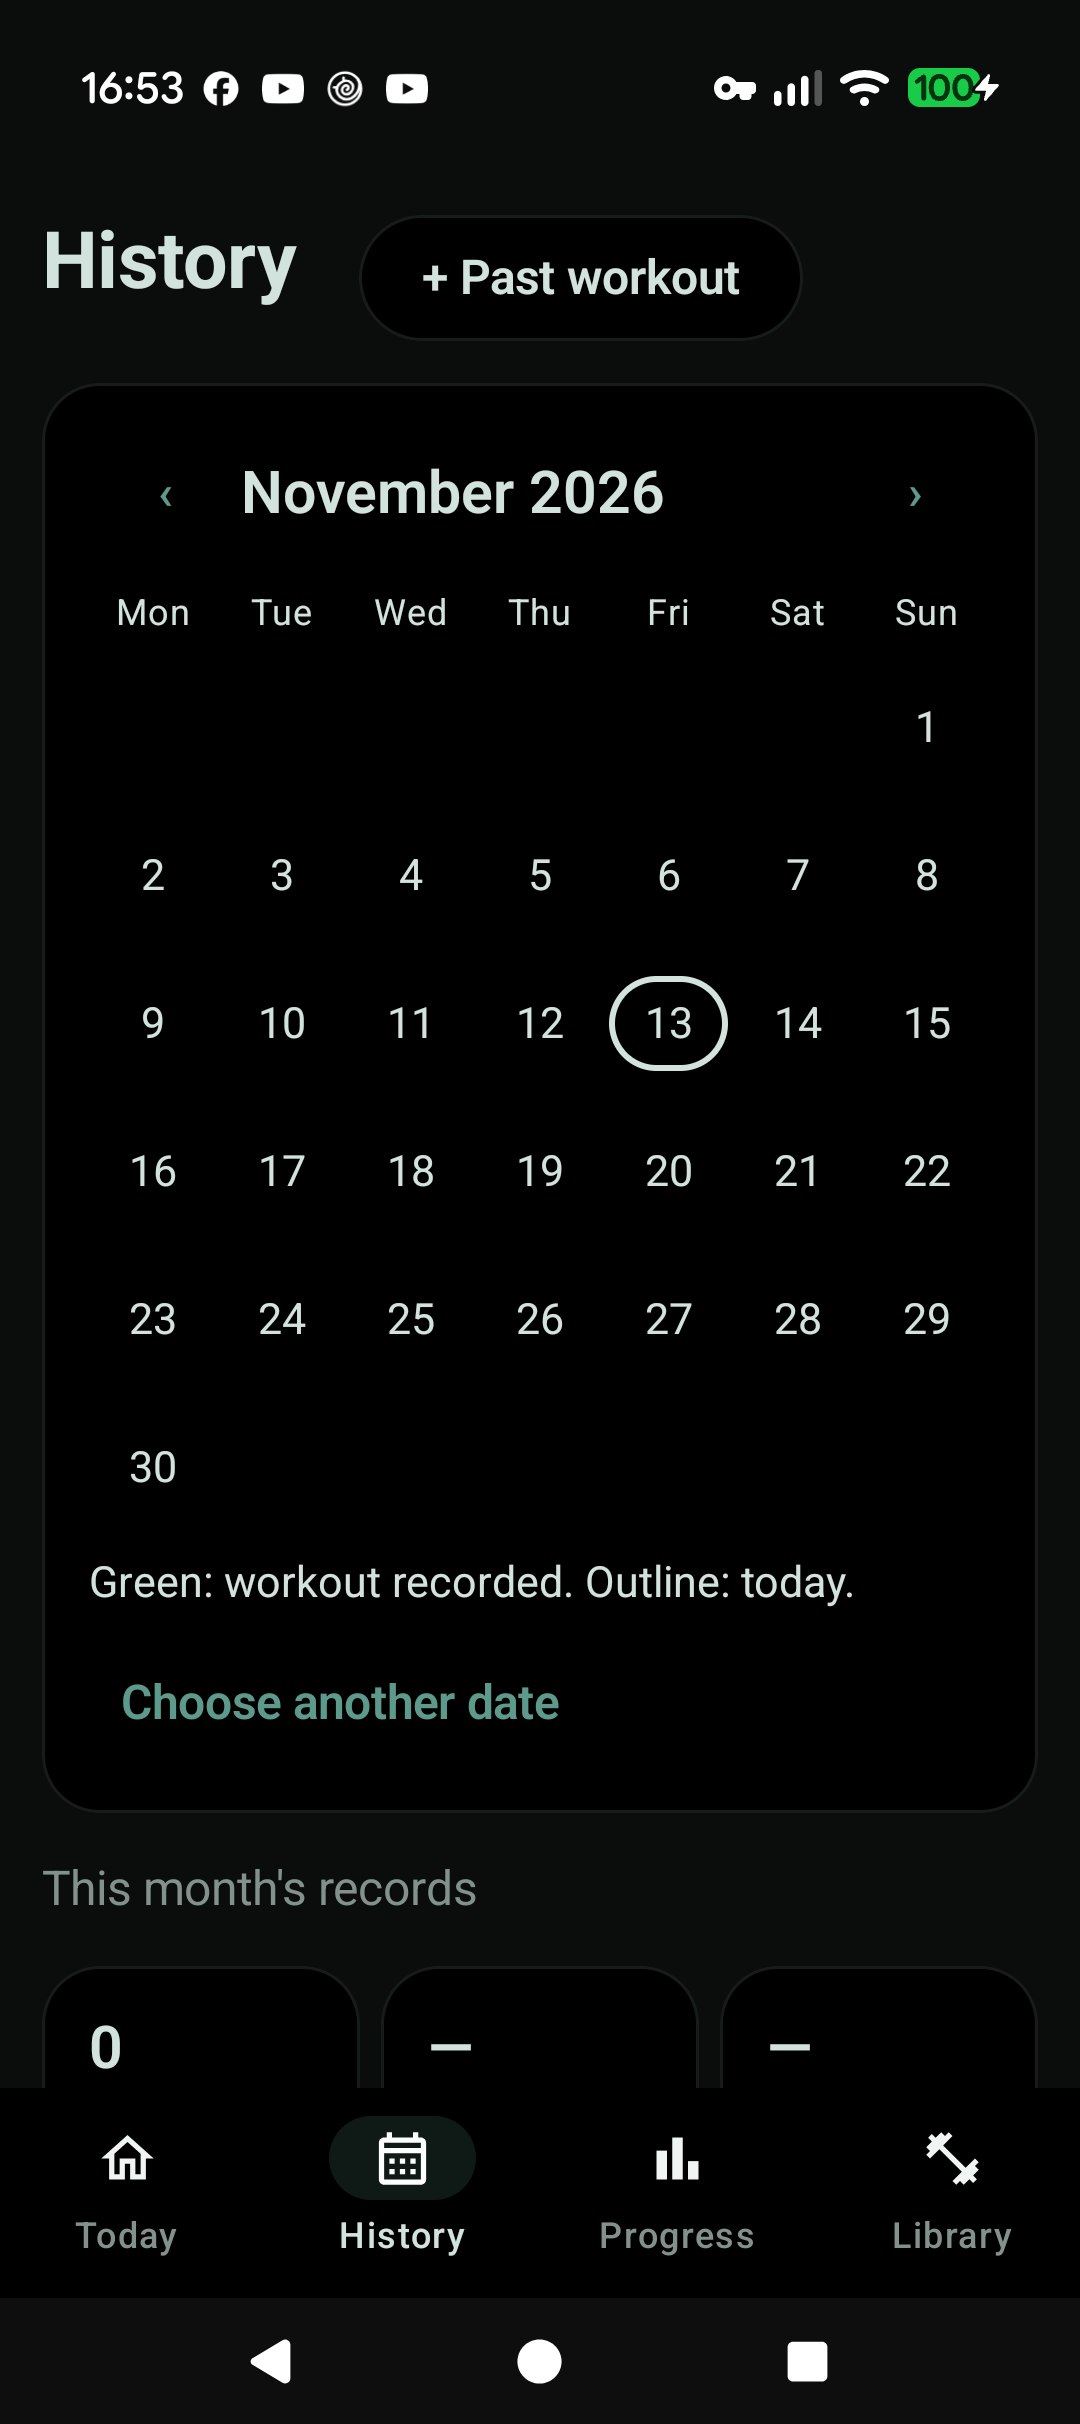 16:53 100
History
+ Past workout
‹ November 2026 ›
Mon Tue Wed Thu Fri Sat Sun
1
2 3 4 5 6 7 8
9 10 11 12 13 14 15
16 17 18 19 20 21 22
23 24 25 26 27 28 29
30
Green: workout recorded. Outline: today.
Choose another date
This month's records
0 — —
Today History Progress Library